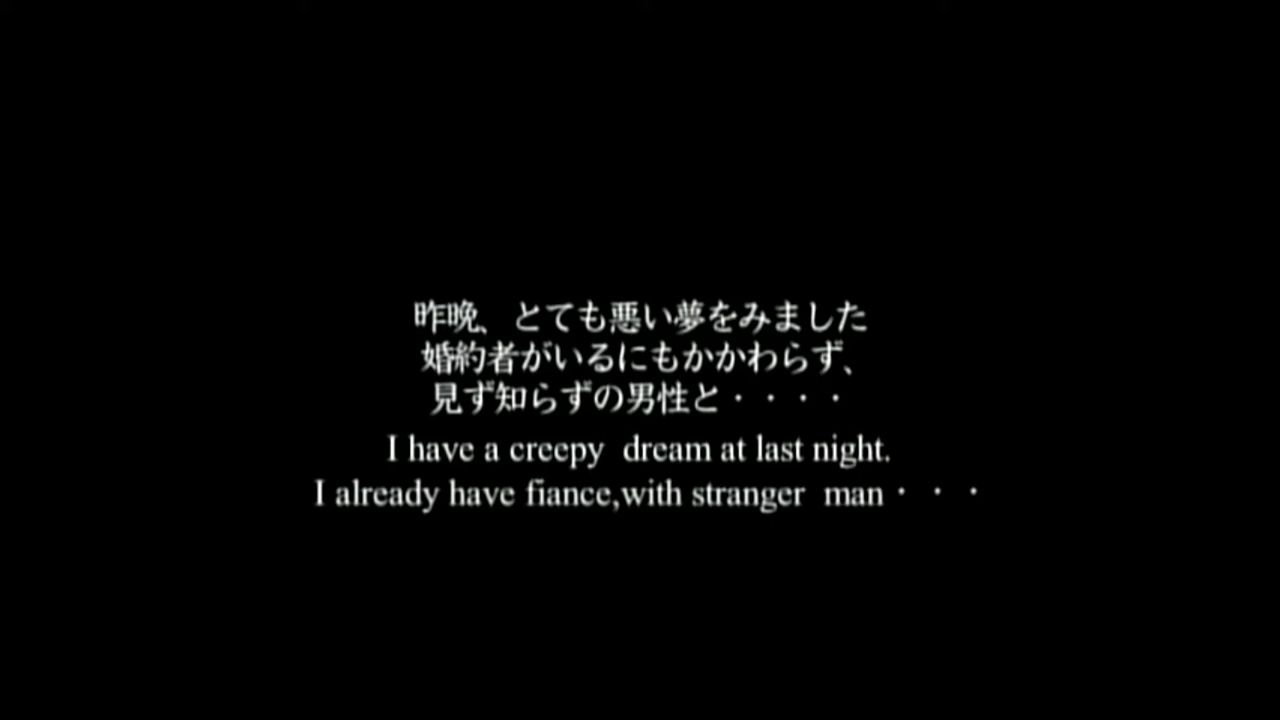 昨晩、とても悪い夢をみました
婚約者がいるにもかかわらず、
見ず知らずの男性と・・・・
I have a creepy  dream at last night.
I already have fiance,with stranger  man・・・